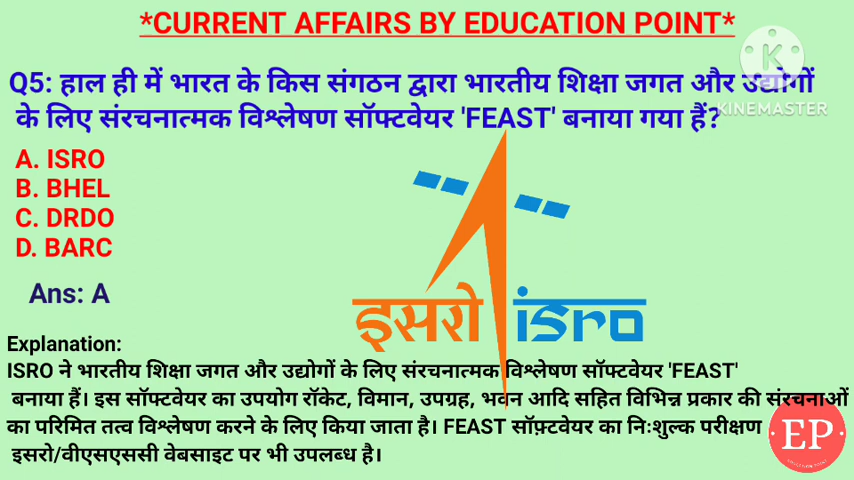 *CURRENT AFFAIRS BY EDUCATION POINT*
Q5: हाल ही में भारत के किस संगठन द्वारा भारतीय शिक्षा जगत और उद्योगों
के लिए संरचनात्मक विश्लेषण सॉफ्टवेयर 'FEAST' बनाया गया हैं?
KINEMASTER
A. ISRO
B. BHEL
C. DRDO
D. BARC
Ans: A
इसरो isro
Explanation:
ISRO ने भारतीय शिक्षा जगत और उद्योगों के लिए संरचनात्मक विश्लेषण सॉफ्टवेयर 'FEAST'
बनाया हैं। इस सॉफ्टवेयर का उपयोग रॉकेट, विमान, उपग्रह, भवन आदि सहित विभिन्न प्रकार की संरचनाओं
का परिमित तत्व विश्लेषण करने के लिए किया जाता है। FEAST सॉफ़्टवेयर का निःशुल्क परीक्षण
इसरो/वीएसएससी वेबसाइट पर भी उपलब्ध है।
EP
EDUCATION POINT